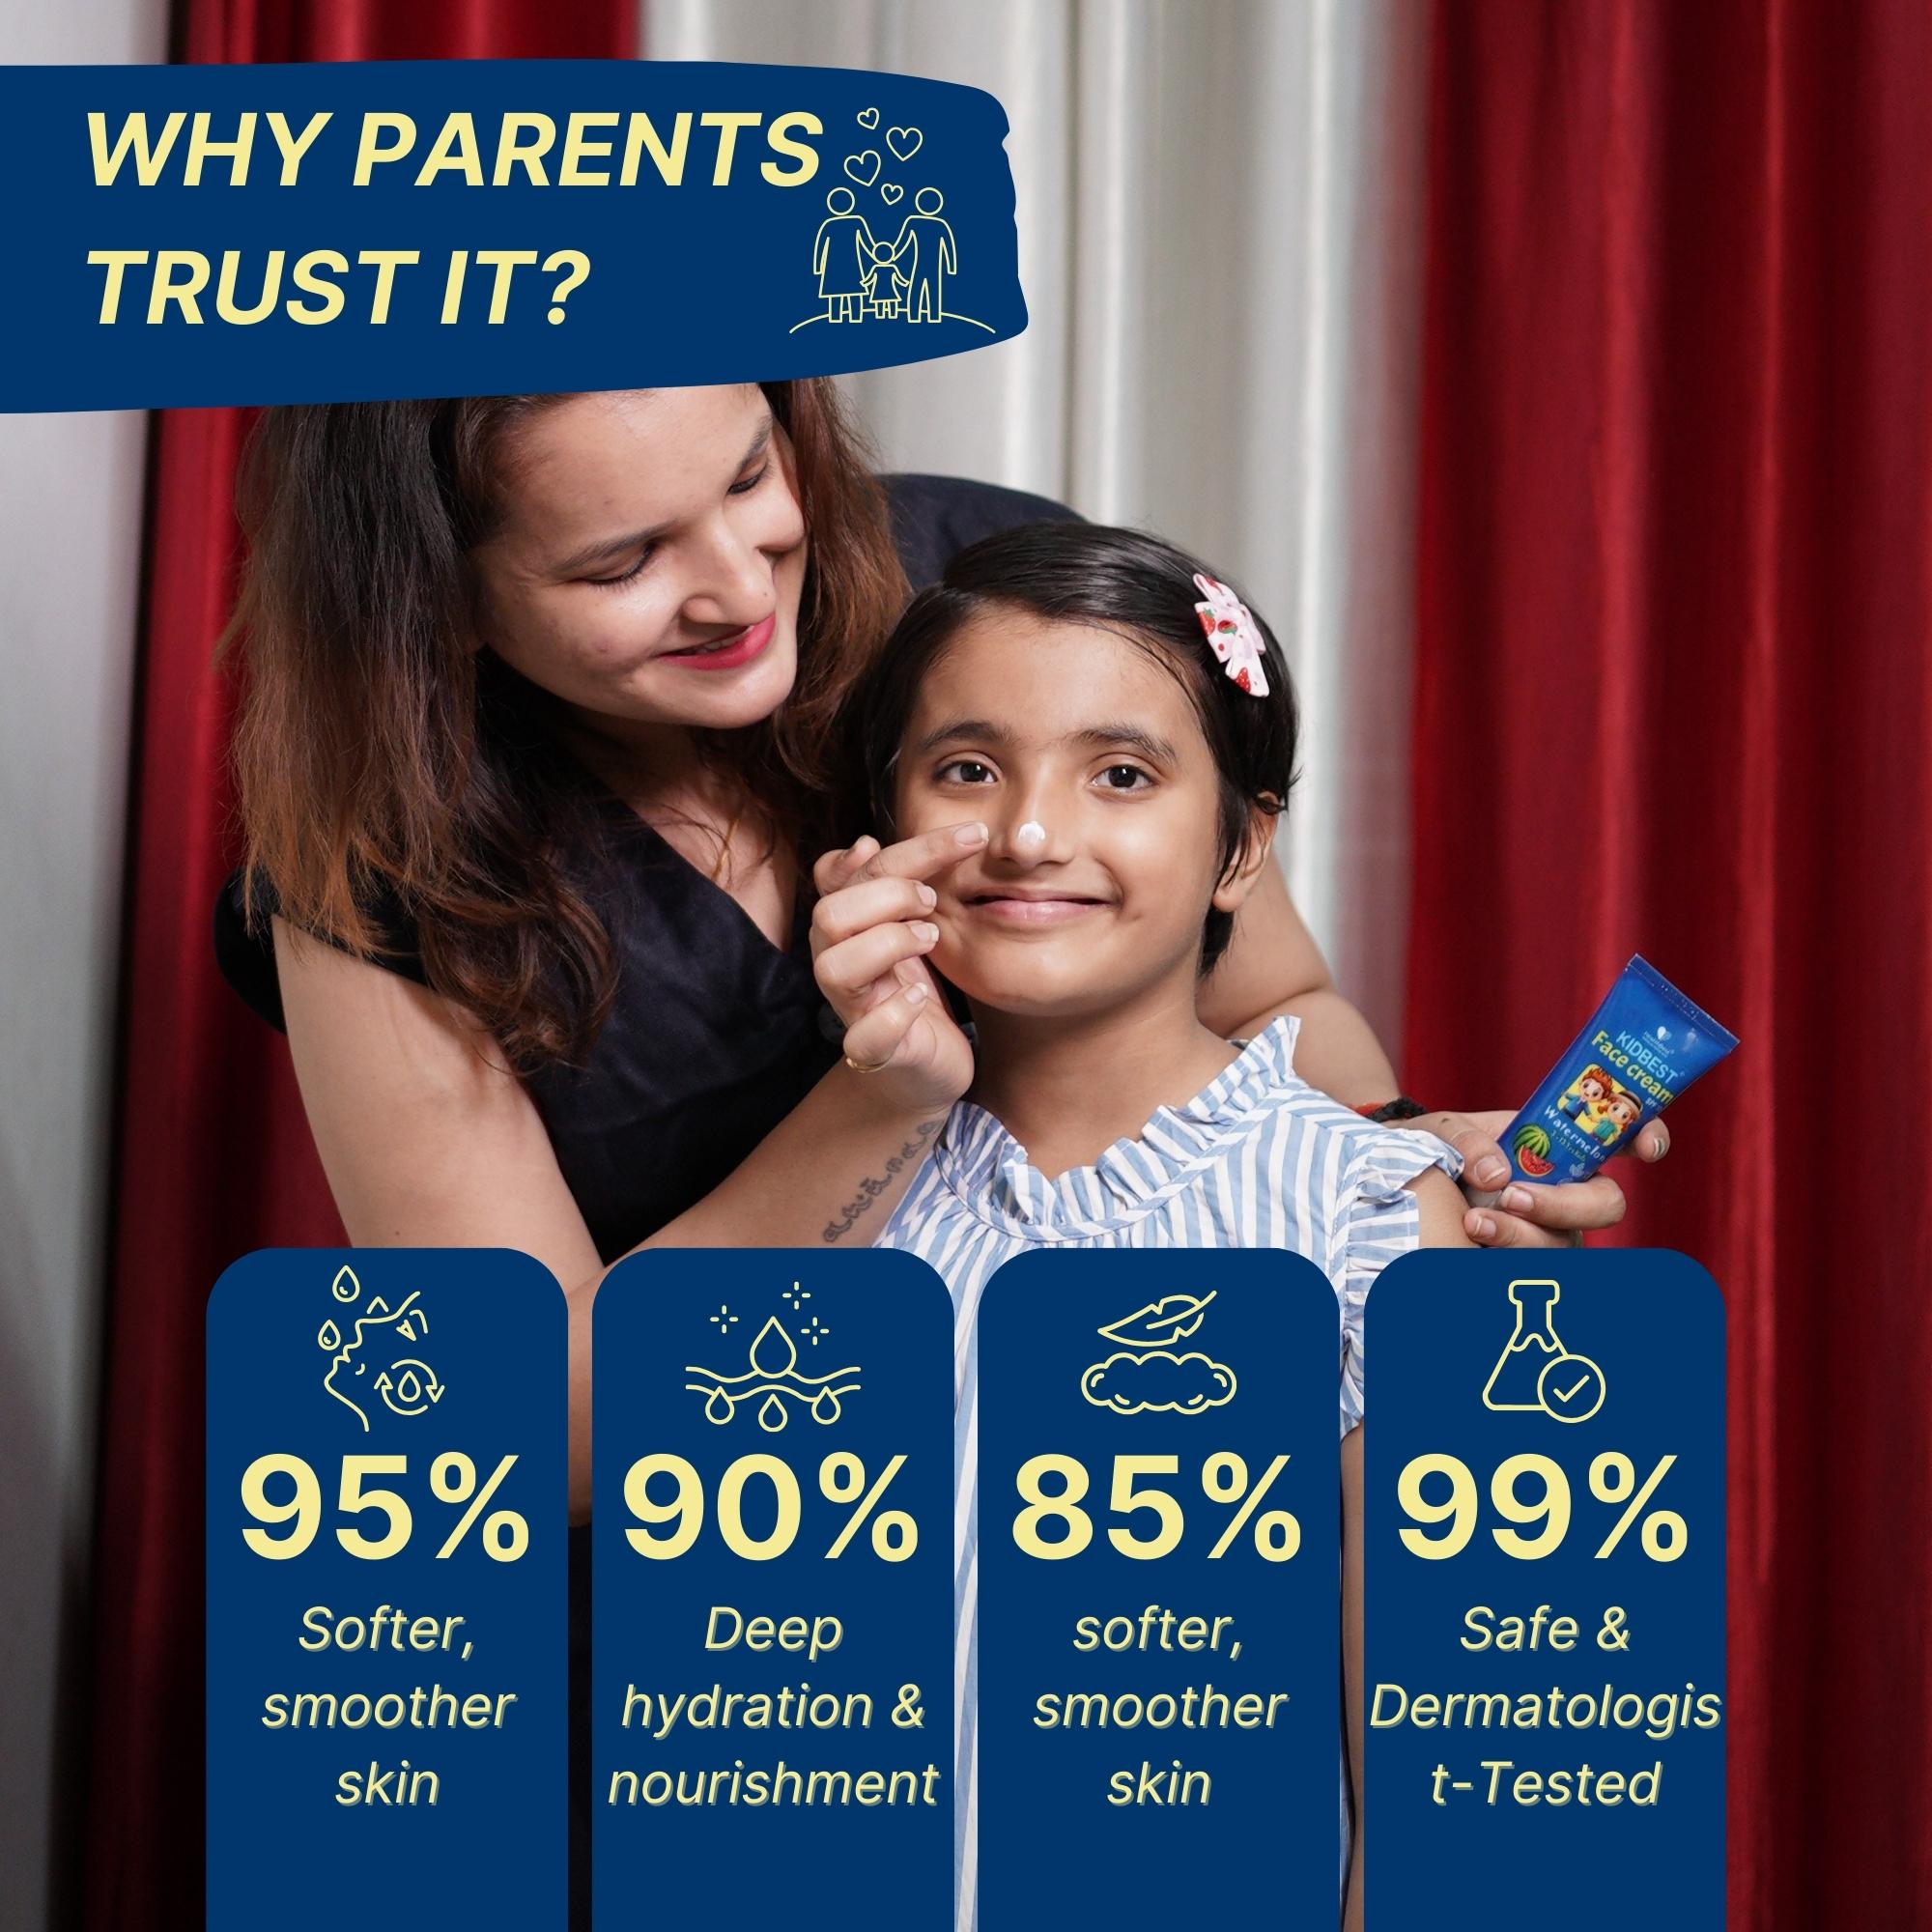 WHY PARENTS
TRUST IT?
KIDBEST
Face cream
Watermelon
95%
Softer,
smoother
skin
90%
Deep
hydration &
nourishment
85%
softer,
smoother
skin
99%
Safe &
Dermatologis
t-Tested